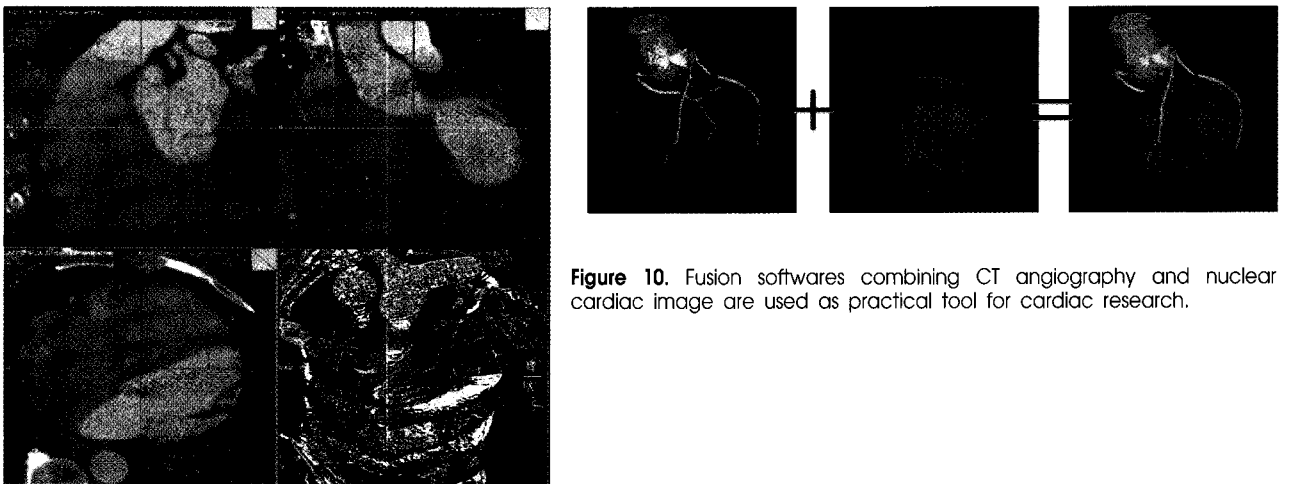 Figure 10. Fusion softwares combining CT angiography and nuclear
cardiac image are used as practical tool for cardiac research.